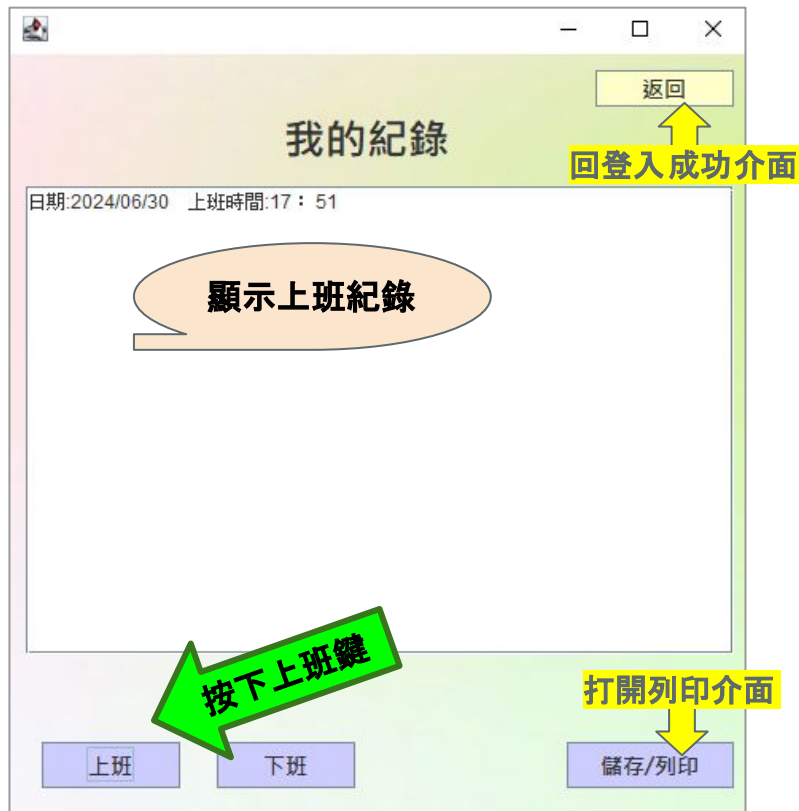 返回
我的紀錄
回登入成功介面
日期:2024/06/30 上班時間:17：51
顯示上班紀錄
按下上班鍵
打開列印介面
上班
下班
儲存/列印